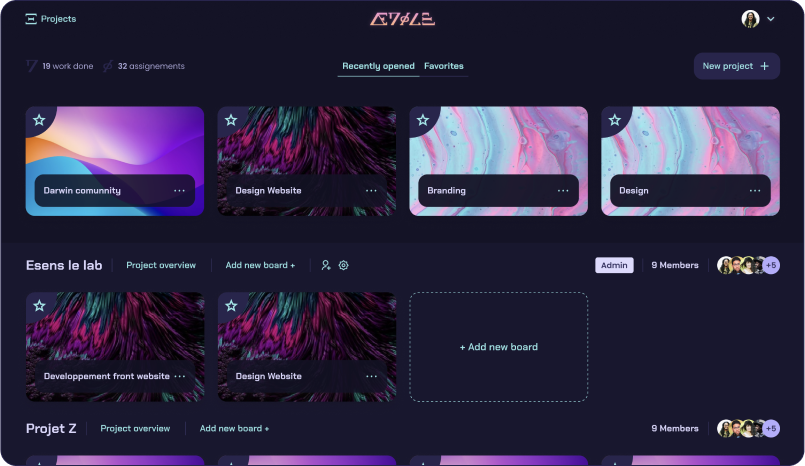 Projects
19 work done
32 assignements
Recently opened
Favorites
New project +
Darwin comunnity
Design Website
Branding
Design
Esens le lab
Project overview
Add new board +
Admin
9 Members
+5
Developpement front website
Design Website
+ Add new board
Projet Z
Project overview
Add new board +
9 Members
+5